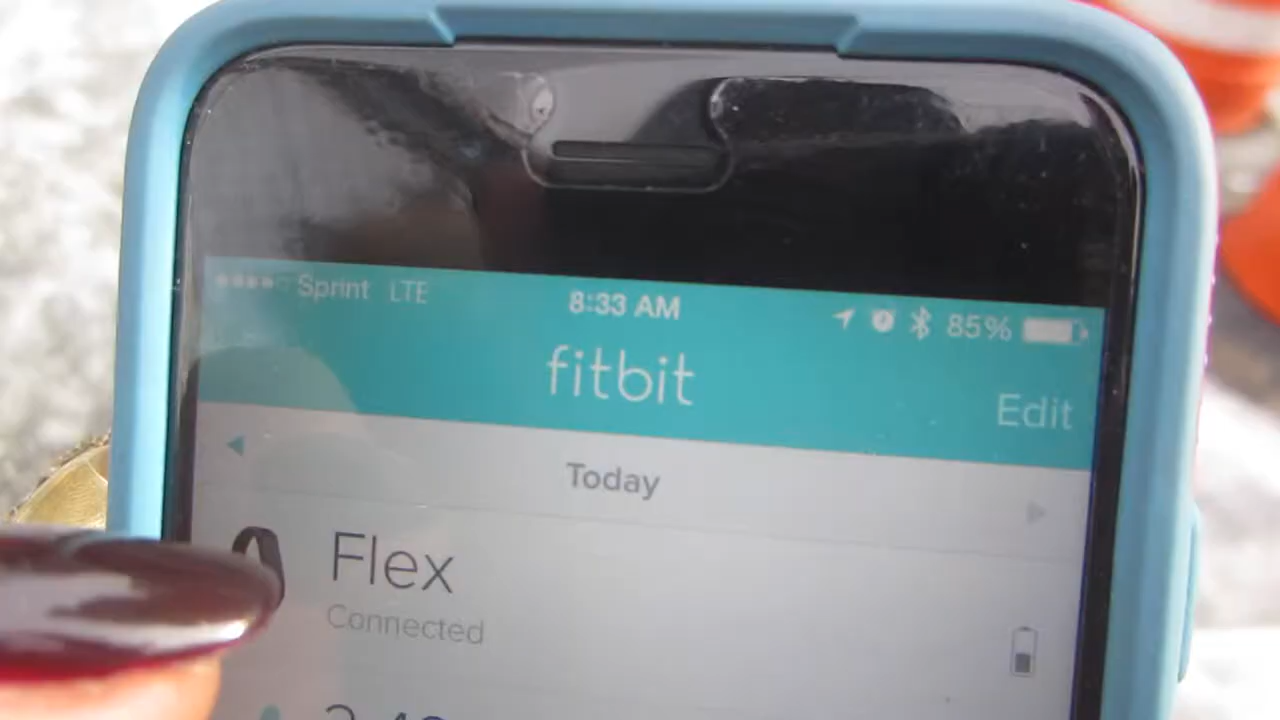 Sprint LTE 8:33 AM 85%
fitbit
Edit
Today
Flex
Connected